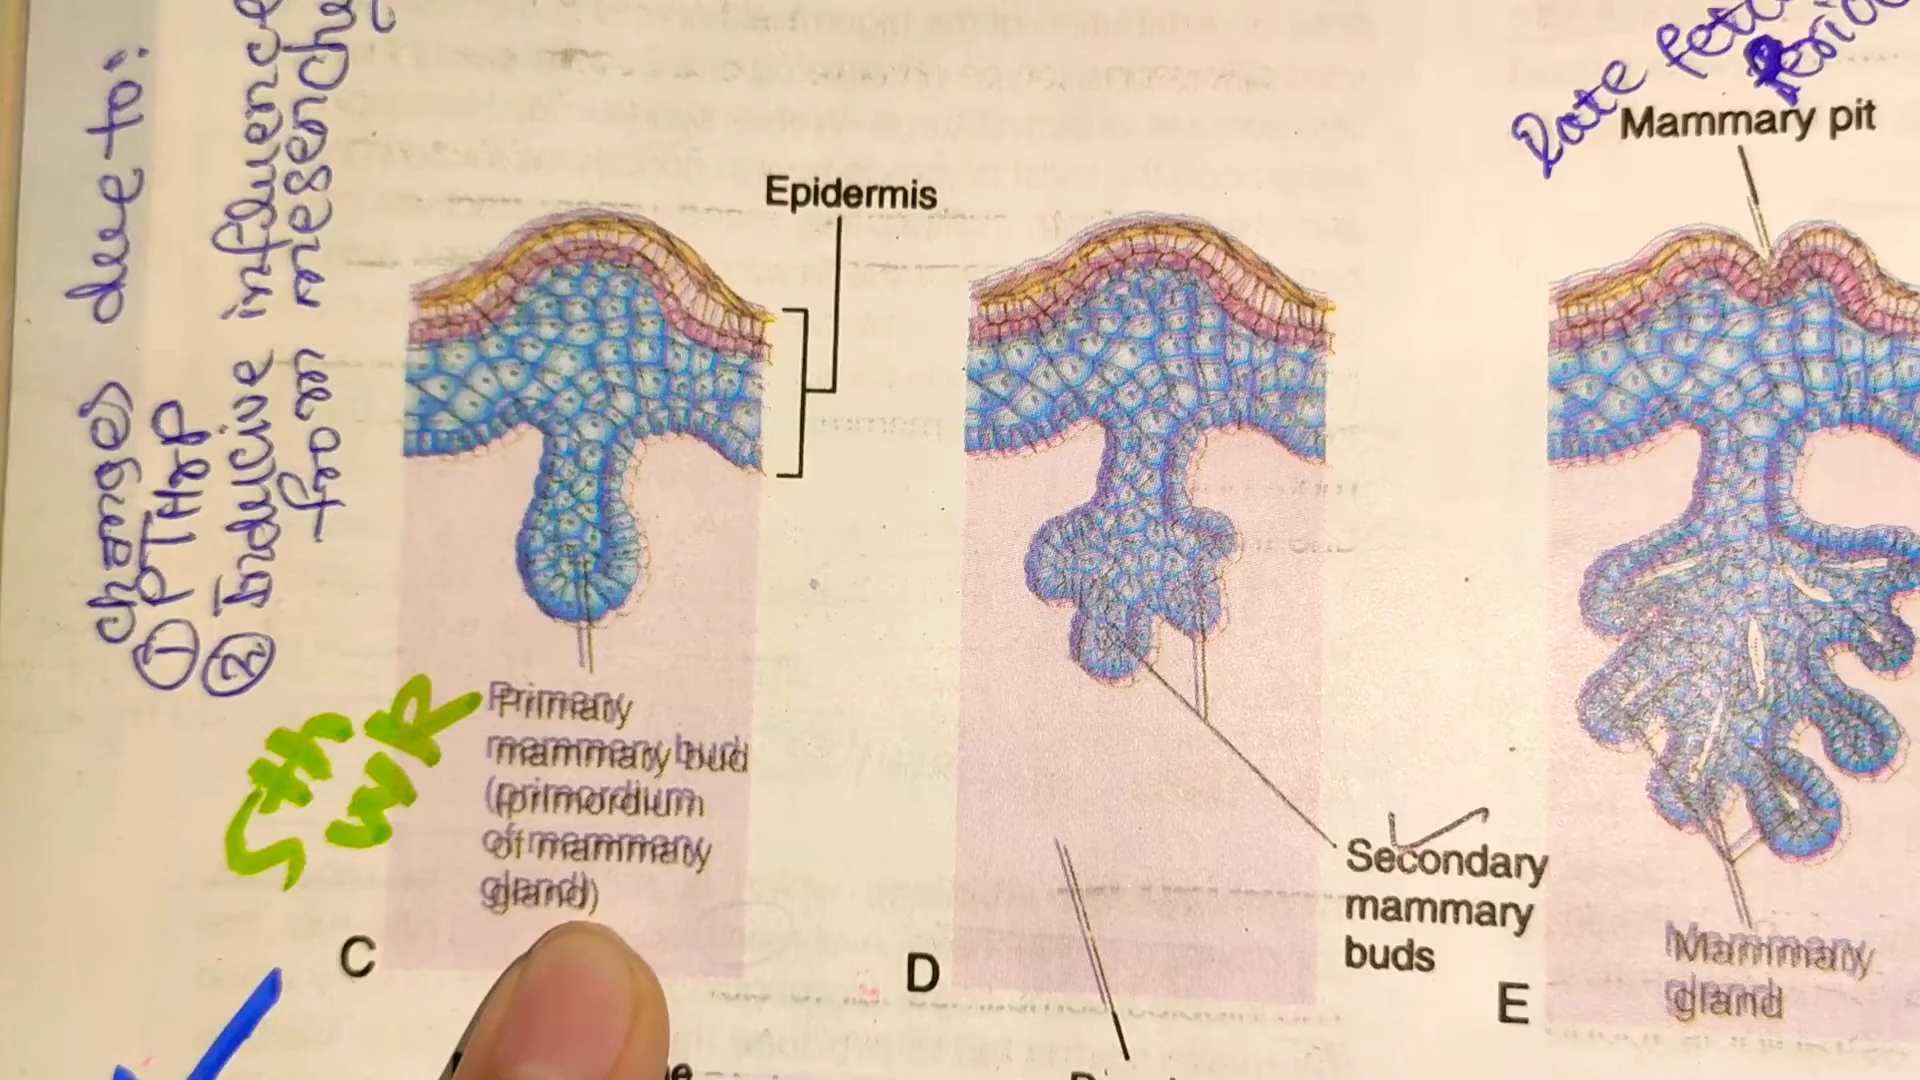 changes due to:
① PTHrP
② Inductive influence
from mesenchy
Epidermis
Late fetal
Period
Mammary pit
5th
WK
Primary
mammary bud
(primordium
of mammary
gland)
Secondary
mammary
buds
Mammary
gland
C
D
E